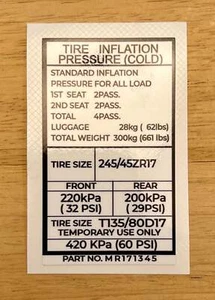 TIRE INFLATION
PRESSURE (COLD)
STANDARD INFLATION
PRESSURE FOR ALL LOAD
1ST SEAT 2PASS.
2ND SEAT 2PASS.
TOTAL 4PASS.
LUGGAGE 28kg ( 62lbs)
TOTAL WEIGHT 300kg (661 lbs)
TIRE SIZE 245/45ZR17
FRONT REAR
220kPa 200kPa
( 32 PSI) ( 29PSI)
TIRE SIZE T135/80D17
TEMPORARY USE ONLY
420 KPa (60 PSI)
PART NO. MR171345